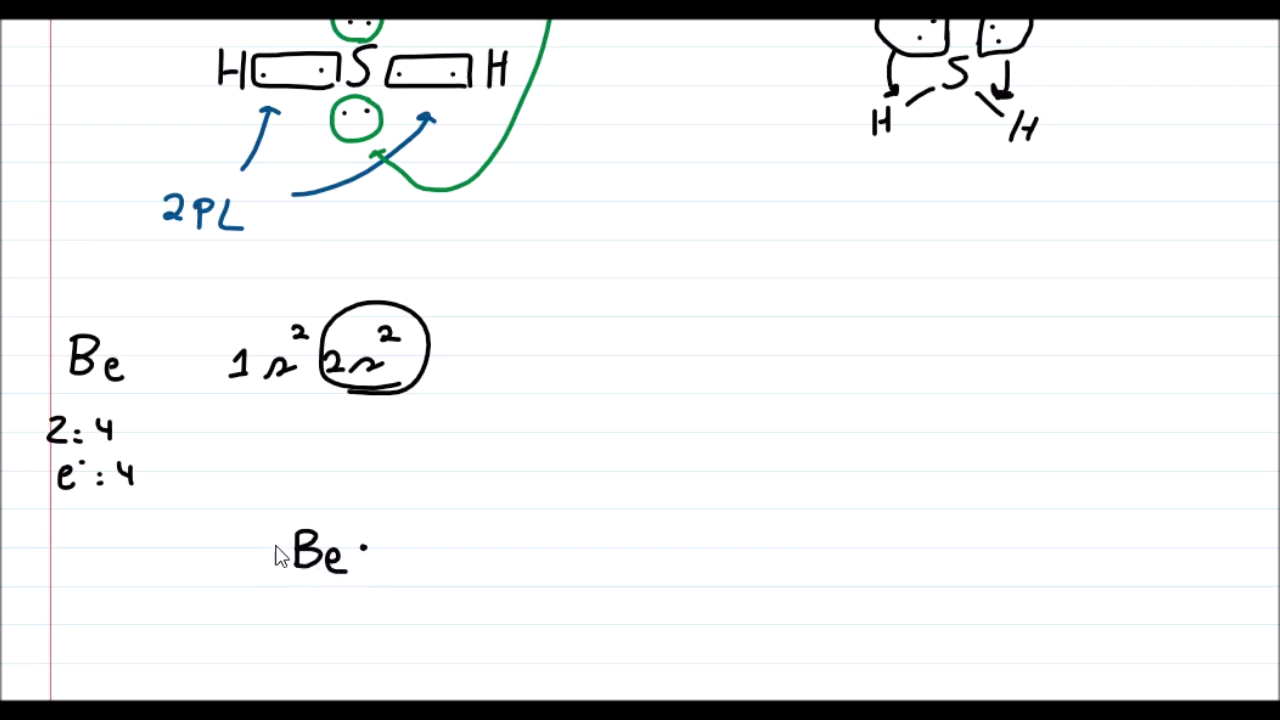 H S H
S
H H
2PL
Be 1s² 2s²
Z: 4
e⁻: 4
Be ·